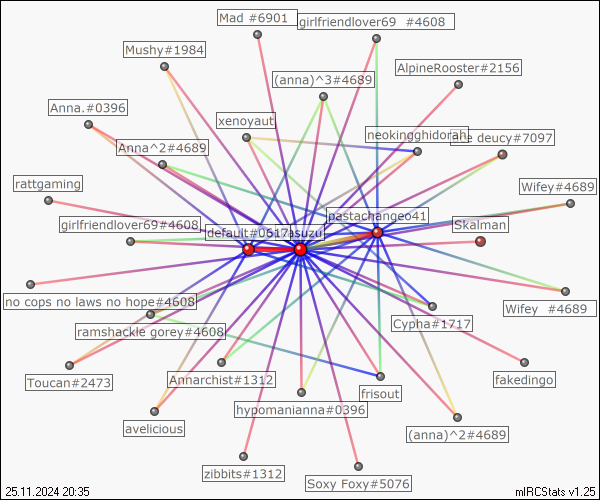 Mad #6901
girlfriendlover69 #4608
Mushy#1984
AlpineRooster#2156
(anna)^3#4689
Anna.#0396
xenoyaut
neokingghidorah
the deucy#7097
Anna^2#4689
rattgaming
Wifey#4689
pastachangeo41
girlfriendlover69#4608
default#0517
asuzu
Skalman
no cops no laws no hope#4608
Wifey #4689
ramshackle gorey#4608
Cypha#1717
Toucan#2473
Annarchist#1312
fakedingo
frisout
hypomanianna#0396
avelicious
(anna)^2#4689
zibbits#1312
Soxy Foxy#5076
25.11.2024 20:35
mIRCStats v1.25